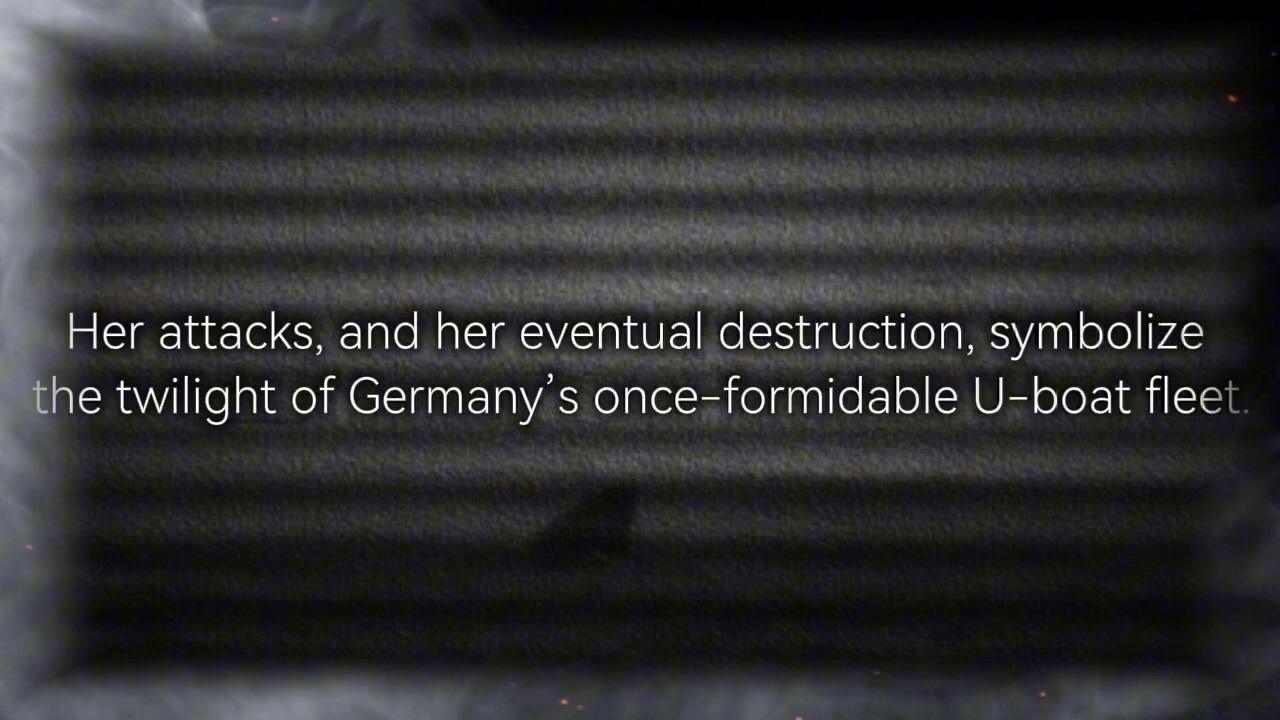 Her attacks, and her eventual destruction, symbolize
the twilight of Germany’s once-formidable U-boat fleet.